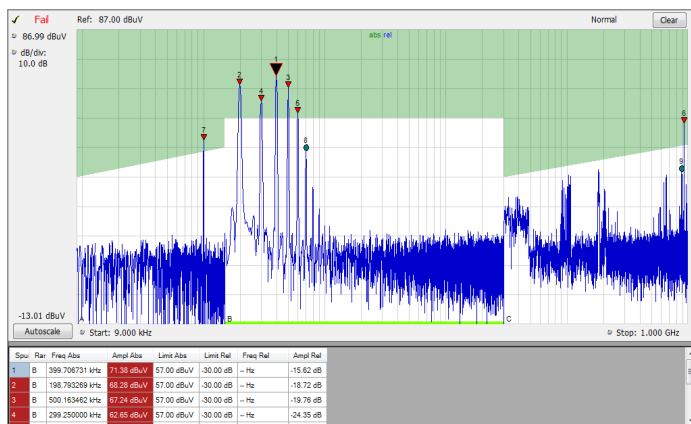 ✓ Fail Ref: 87.00 dBuV Normal Clear
86.99 dBuV
abs rel
dB/div:
10.0 dB
1
2
3
4
5
6
7
8
9
-13.01 dBuV
A B C
Autoscale Start: 9.000 kHz Stop: 1.000 GHz
Spu Rar Freq Abs Ampl Abs Limit Abs Limit Rel Freq Rel Ampl Rel
1 B 399.706731 kHz 71.38 dBuV 57.00 dBuV -30.00 dB -- Hz -15.62 dB
2 B 198.793269 kHz 68.28 dBuV 57.00 dBuV -30.00 dB -- Hz -18.72 dB
3 B 500.163462 kHz 67.24 dBuV 57.00 dBuV -30.00 dB -- Hz -19.76 dB
4 B 299.250000 kHz 62.65 dBuV 57.00 dBuV -30.00 dB -- Hz -24.35 dB